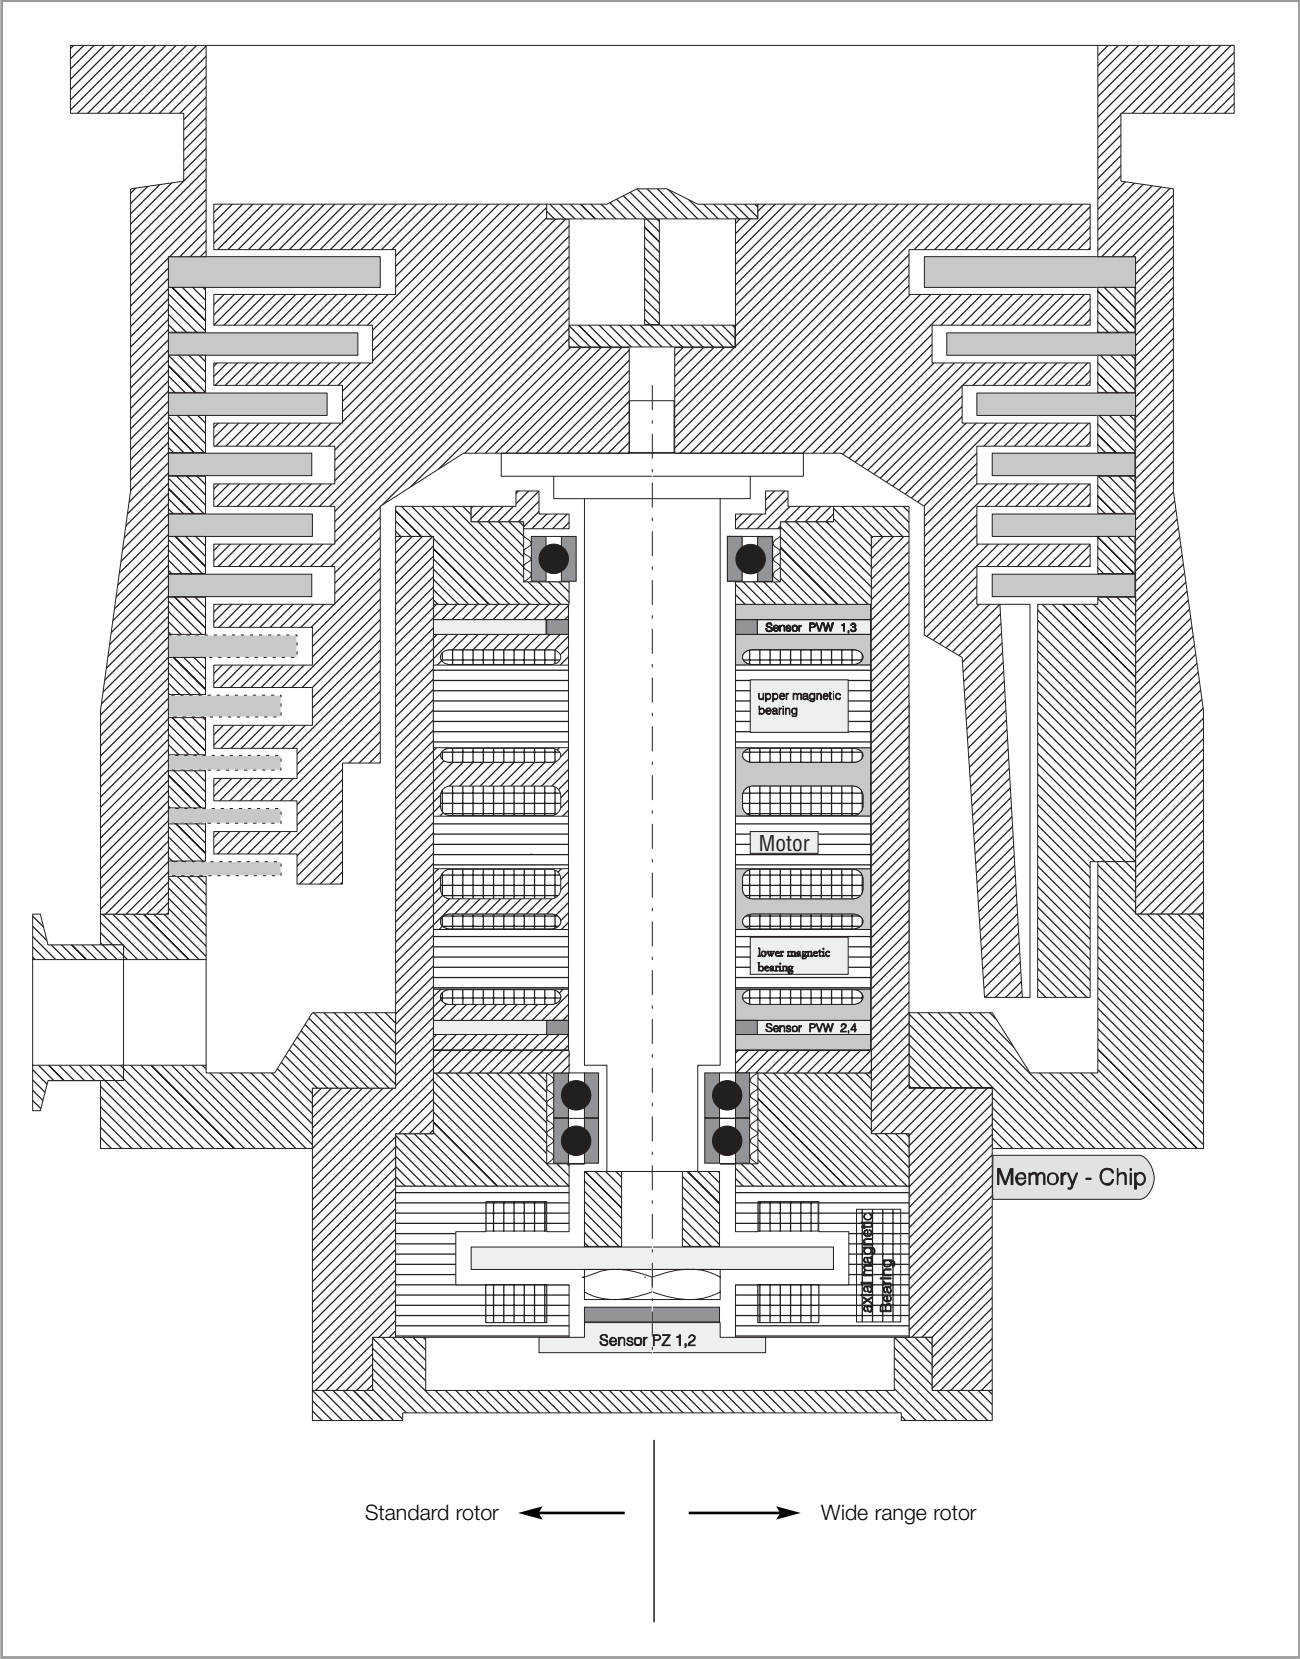 Sensor PVW 1,3
upper magnetic
bearing
Motor
lower magnetic
bearing
Sensor PVW 2,4
Memory - Chip
axial magnetic
Bearing
Sensor PZ 1,2
Standard rotor
Wide range rotor